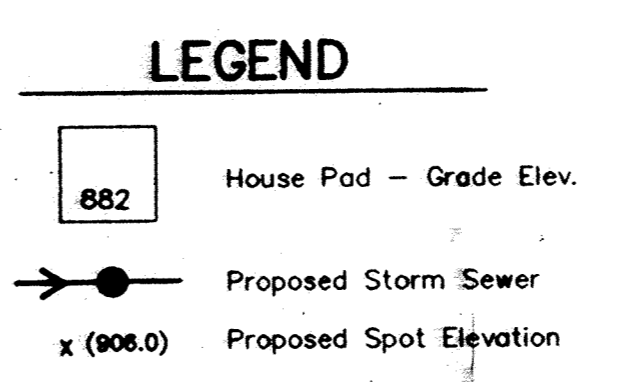 LEGEND
882 House Pad – Grade Elev.
Proposed Storm Sewer
x (906.0) Proposed Spot Elevation